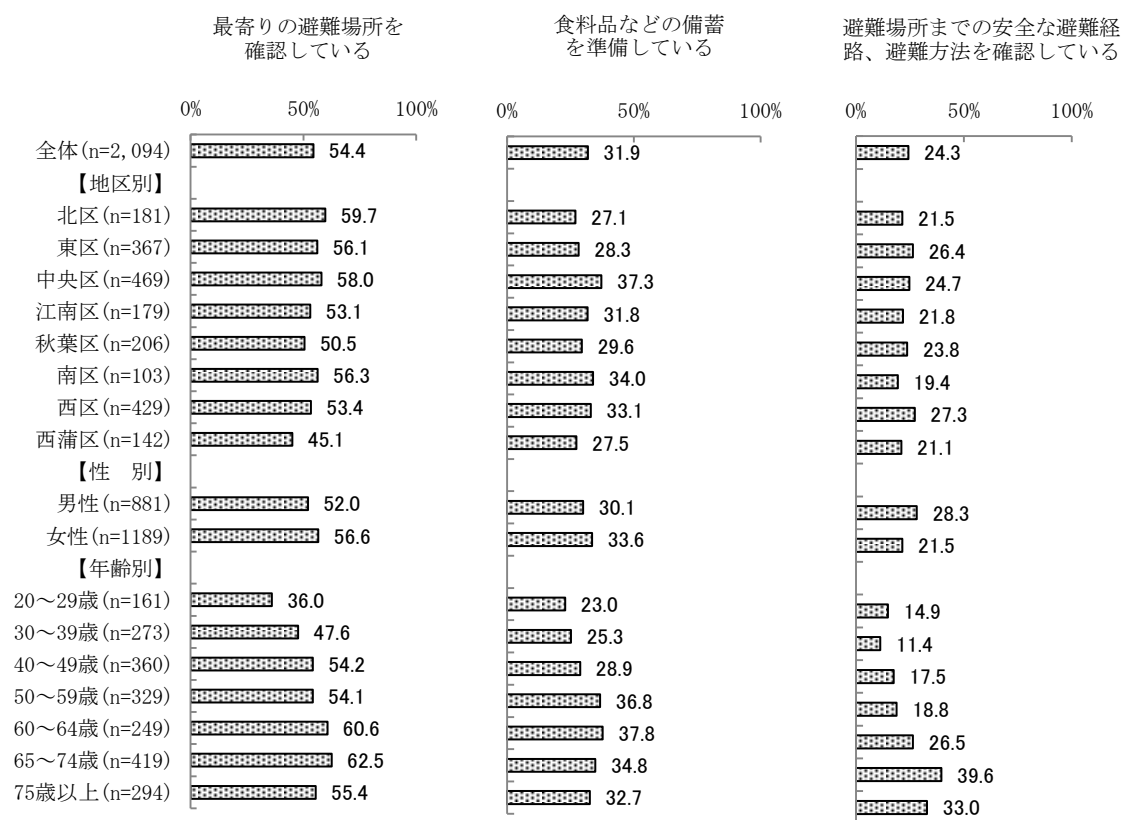 最寄りの避難場所を
確認している
食料品などの備蓄
を準備している
避難場所までの安全な避難経
路、避難方法を確認している
0% 50% 100% 0% 50% 100% 0% 50% 100%
全体(n=2,094) 54.4 31.9 24.3
【地区別】
北区(n=181) 59.7 27.1 21.5
東区(n=367) 56.1 28.3 26.4
中央区(n=469) 58.0 37.3 24.7
江南区(n=179) 53.1 31.8 21.8
秋葉区(n=206) 50.5 29.6 23.8
南区(n=103) 56.3 34.0 19.4
西区(n=429) 53.4 33.1 27.3
西蒲区(n=142) 45.1 27.5 21.1
【性　別】
男性(n=881) 52.0 30.1 28.3
女性(n=1189) 56.6 33.6 21.5
【年齢別】
20～29歳(n=161) 36.0 23.0 14.9
30～39歳(n=273) 47.6 25.3 11.4
40～49歳(n=360) 54.2 28.9 17.5
50～59歳(n=329) 54.1 36.8 18.8
60～64歳(n=249) 60.6 37.8 26.5
65～74歳(n=419) 62.5 34.8 39.6
75歳以上(n=294) 55.4 32.7 33.0